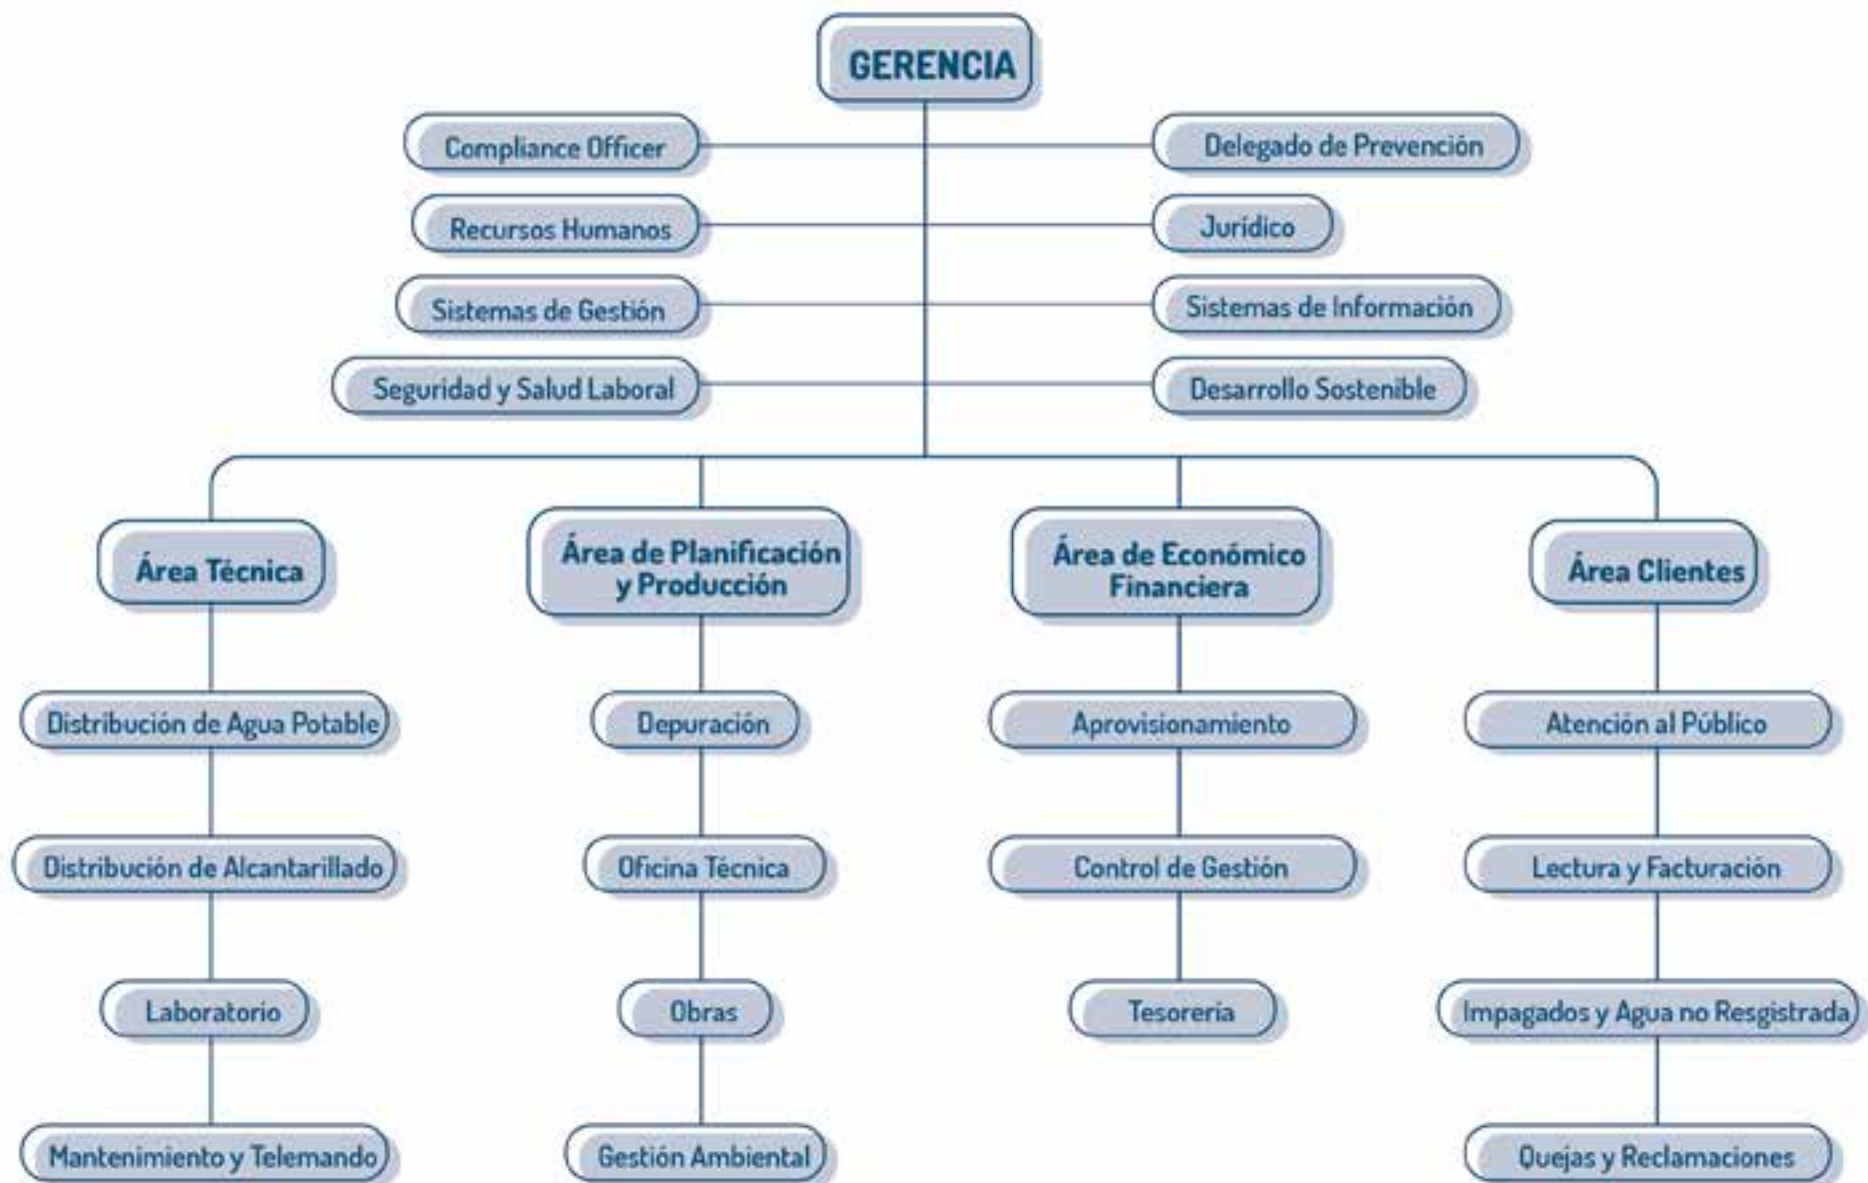 GERENCIA
Compliance Officer
Delegado de Prevención
Recursos Humanos
Jurídico
Sistemas de Gestión
Sistemas de Información
Seguridad y Salud Laboral
Desarrollo Sostenible
Área Técnica
Área de Planificación
y Producción
Área de Económico
Financiera
Área Clientes
Distribución de Agua Potable
Depuración
Aprovisionamiento
Atención al Público
Distribución de Alcantarillado
Oficina Técnica
Control de Gestión
Lectura y Facturación
Laboratorio
Obras
Tesorería
Impagados y Agua no Resgistrada
Mantenimiento y Telemando
Gestión Ambiental
Quejas y Reclamaciones